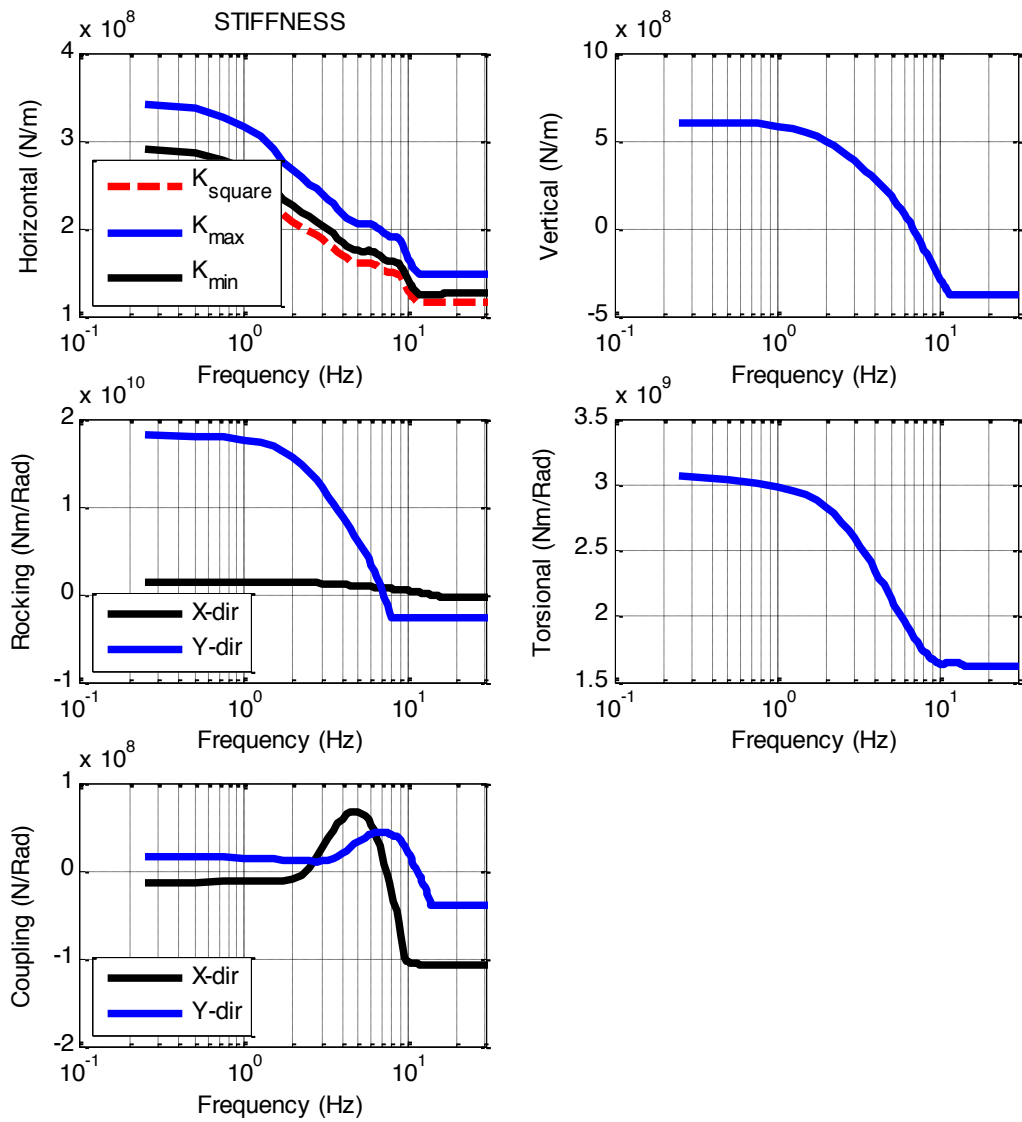 STIFFNESS
x 10^8
4
3
2
1
Horizontal (N/m)
K_square
K_max
K_min
10^-1
10^0
10^1
Frequency (Hz)
x 10^8
10
5
0
-5
Vertical (N/m)
10^-1
10^0
10^1
Frequency (Hz)
x 10^10
2
1
0
-1
Rocking (Nm/Rad)
X-dir
Y-dir
10^-1
10^0
10^1
Frequency (Hz)
x 10^9
3.5
3
2.5
2
1.5
Torsional (Nm/Rad)
10^-1
10^0
10^1
Frequency (Hz)
x 10^8
1
0
-1
-2
Coupling (N/Rad)
X-dir
Y-dir
10^-1
10^0
10^1
Frequency (Hz)